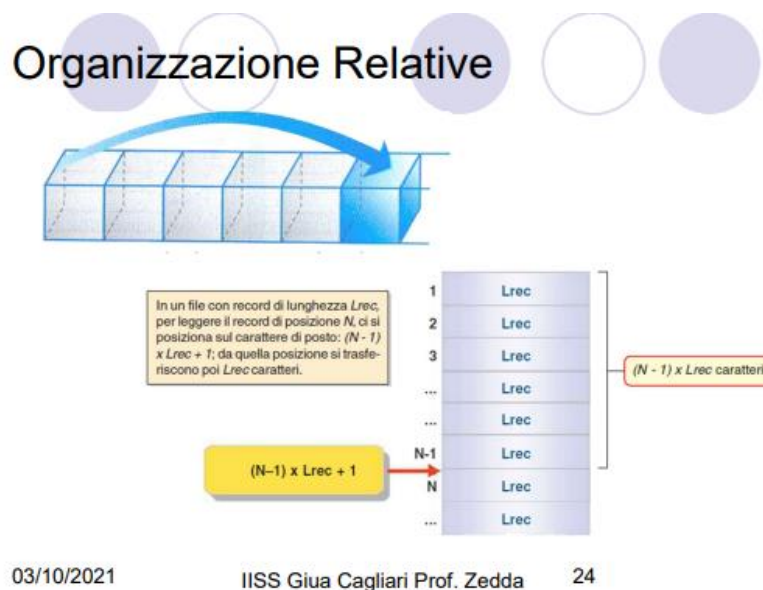 Organizzazione Relative
In un file con record di lunghezza Lrec,
per leggere il record di posizione N, ci si
posiziona sul carattere di posto: (N - 1)
x Lrec + 1; da quella posizione si trasfe-
riscono poi Lrec caratteri.
1 Lrec
2 Lrec
3 Lrec
... Lrec
... Lrec
N-1 Lrec
N Lrec
... Lrec
(N - 1) x Lrec caratteri
(N–1) x Lrec + 1
03/10/2021 IISS Giua Cagliari Prof. Zedda 24